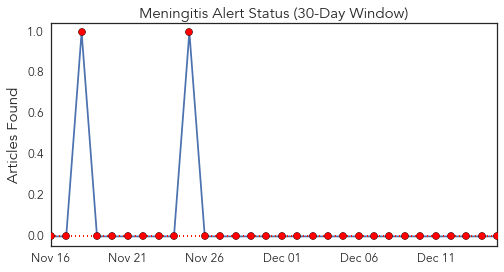 Meningitis Alert Status (30-Day Window)
Articles Found
1.0
0.8
0.6
0.4
0.2
0.0
Nov 16 Nov 21 Nov 26 Dec 01 Dec 06 Dec 11